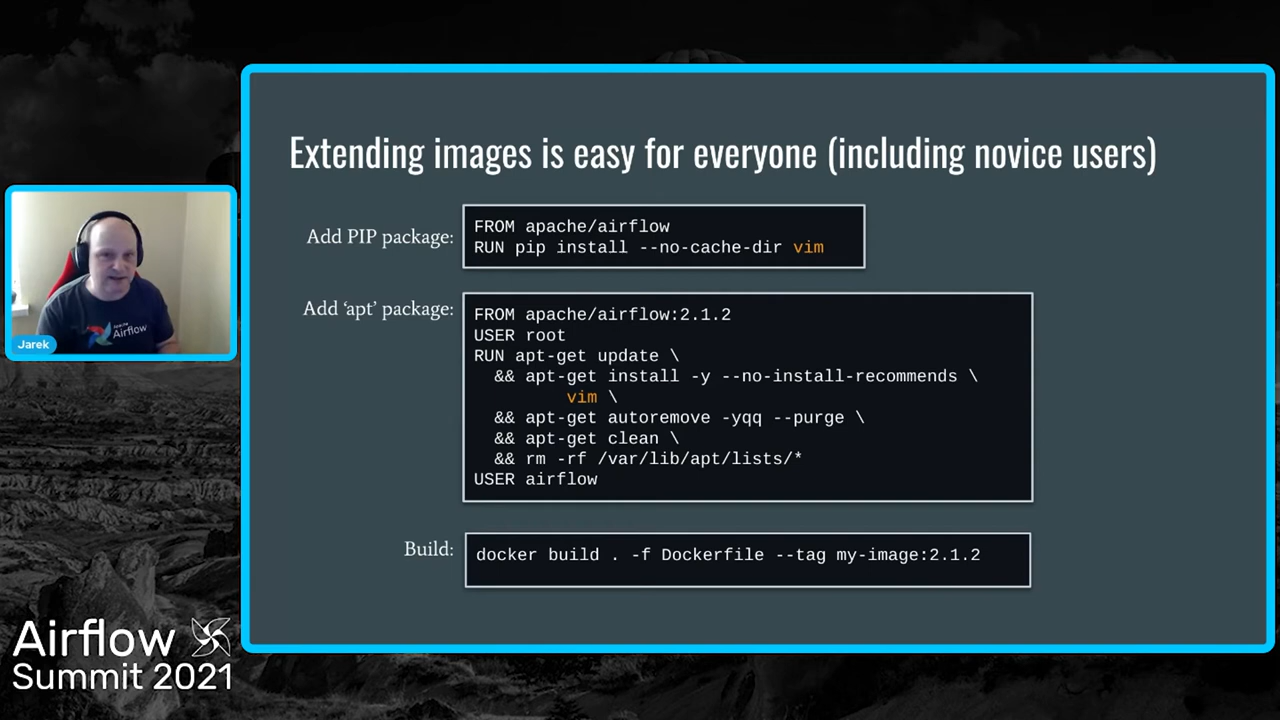 Extending images is easy for everyone (including novice users)
Add PIP package:
FROM apache/airflow
RUN pip install --no-cache-dir vim
Add ‘apt’ package:
FROM apache/airflow:2.1.2
USER root
RUN apt-get update \
&& apt-get install -y --no-install-recommends \
vim \
&& apt-get autoremove -yqq --purge \
&& apt-get clean \
&& rm -rf /var/lib/apt/lists/*
USER airflow
Build:
docker build . -f Dockerfile --tag my-image:2.1.2
Airflow
Jarek
Airflow
Summit 2021